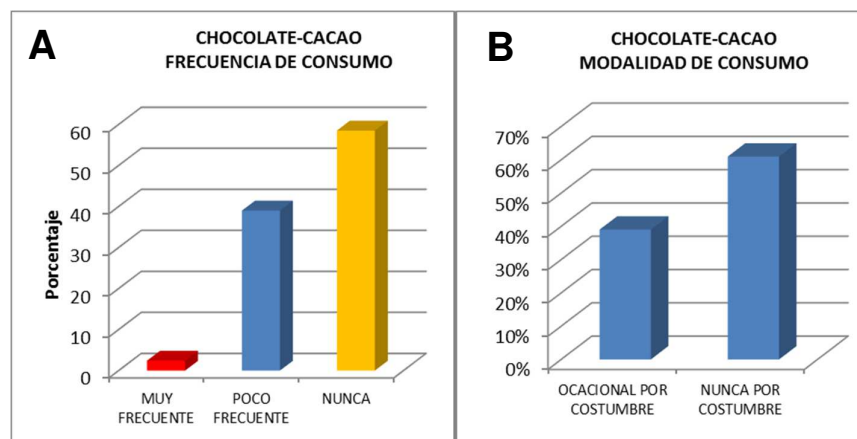 A
CHOCOLATE-CACAO
FRECUENCIA DE CONSUMO
Porcentaje
60
50
40
30
20
10
0
MUY
FRECUENTE
POCO
FRECUENTE
NUNCA
B
CHOCOLATE-CACAO
MODALIDAD DE CONSUMO
70%
60%
50%
40%
30%
20%
10%
0%
OCACIONAL POR
COSTUMBRE
NUNCA POR
COSTUMBRE